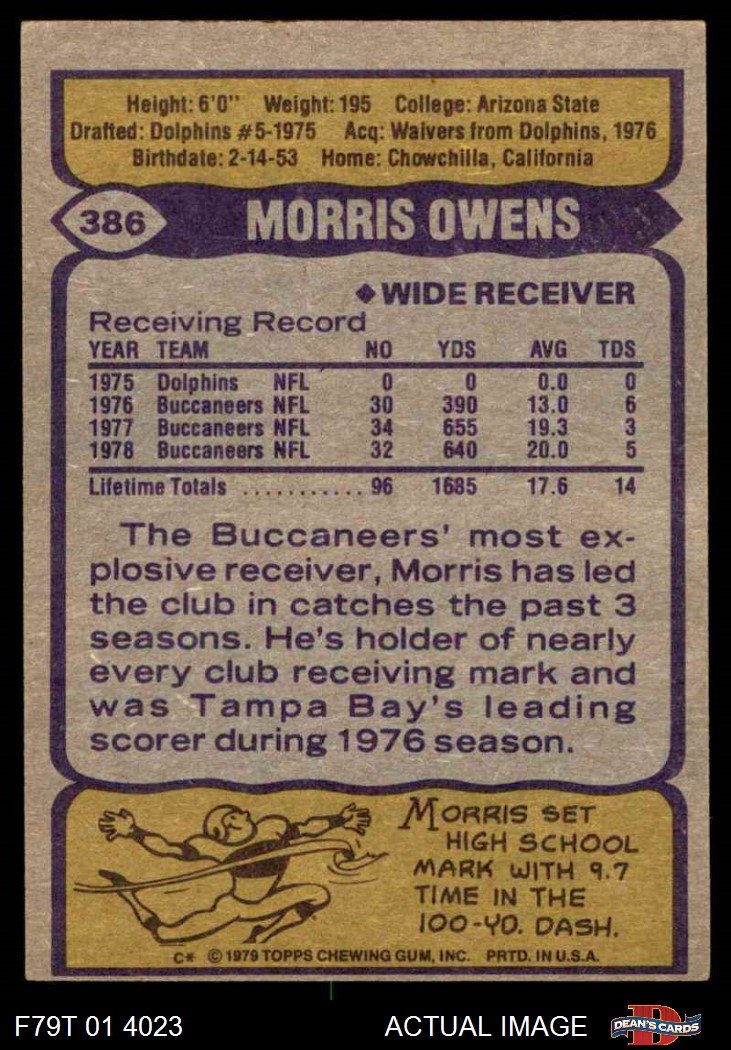 Height: 6'0" Weight: 195 College: Arizona State
Drafted: Dolphins #5-1975 Acq: Waivers from Dolphins, 1976
Birthdate: 2-14-53 Home: Chowchilla, California
386 MORRIS OWENS
◆WIDE RECEIVER
Receiving Record
YEAR TEAM NO YDS AVG TDS
1975 Dolphins NFL 0 0 0.0 0
1976 Buccaneers NFL 30 390 13.0 6
1977 Buccaneers NFL 34 655 19.3 3
1978 Buccaneers NFL 32 640 20.0 5
Lifetime Totals ........... 96 1685 17.6 14
The Buccaneers' most ex-
plosive receiver, Morris has led
the club in catches the past 3
seasons. He's holder of nearly
every club receiving mark and
was Tampa Bay's leading
scorer during 1976 season.
MORRIS SET
HIGH SCHOOL
MARK WITH 9.7
TIME IN THE
100-YD. DASH.
C* © 1979 TOPPS CHEWING GUM, INC. PRTD. IN U.S.A.
F79T 01 4023 ACTUAL IMAGE D DEAN'S CARDS